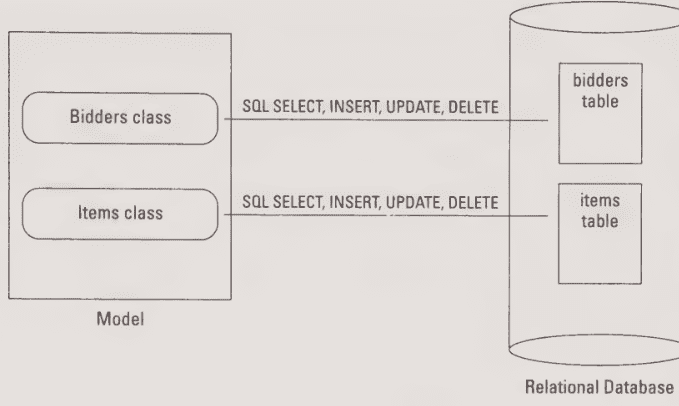 bidders
table
Bidders class
SQL SELECT, INSERT, UPDATE, DELETE
Items class
SQL SELECT, INSERT, UPDATE, DELETE
items
table
Model
Relational Database